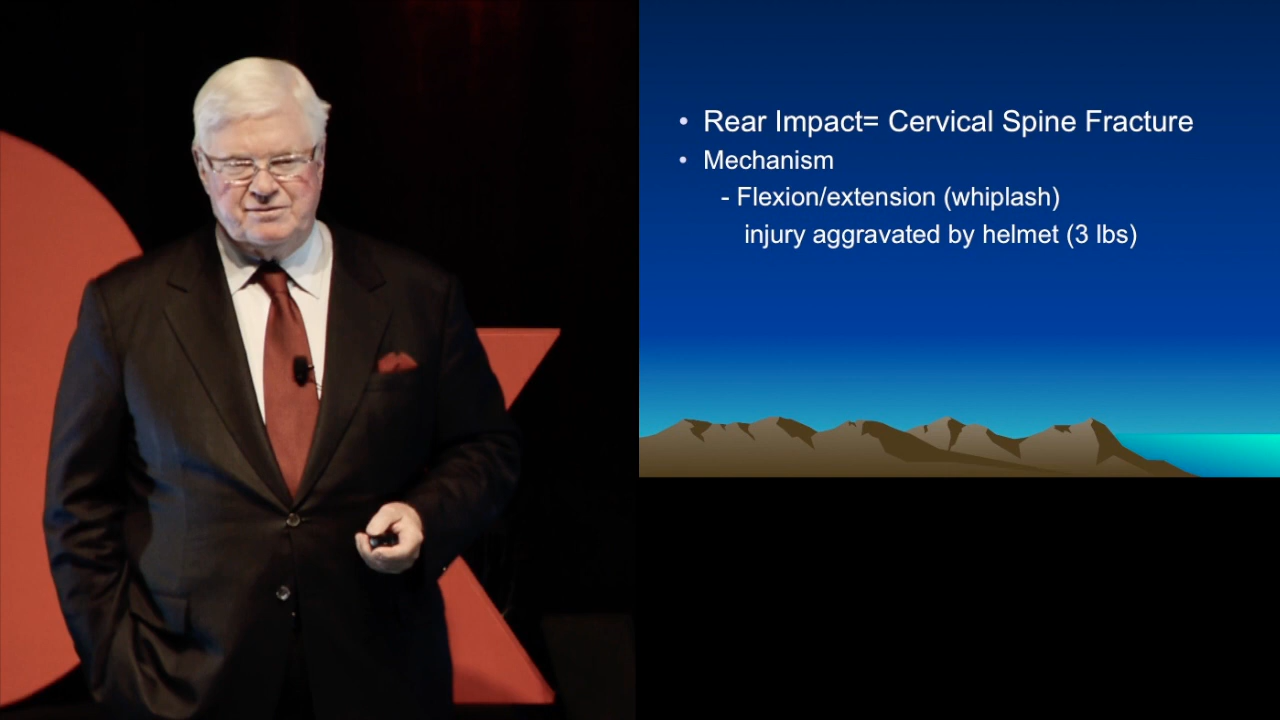 • Rear Impact= Cervical Spine Fracture
• Mechanism
- Flexion/extension (whiplash)
injury aggravated by helmet (3 lbs)